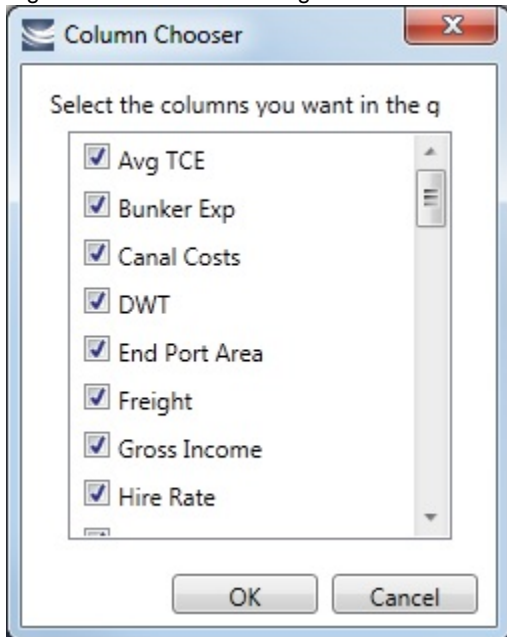 Column Chooser
Select the columns you want in the q
Avg TCE
Bunker Exp
Canal Costs
DWT
End Port Area
Freight
Gross Income
Hire Rate
OK
Cancel